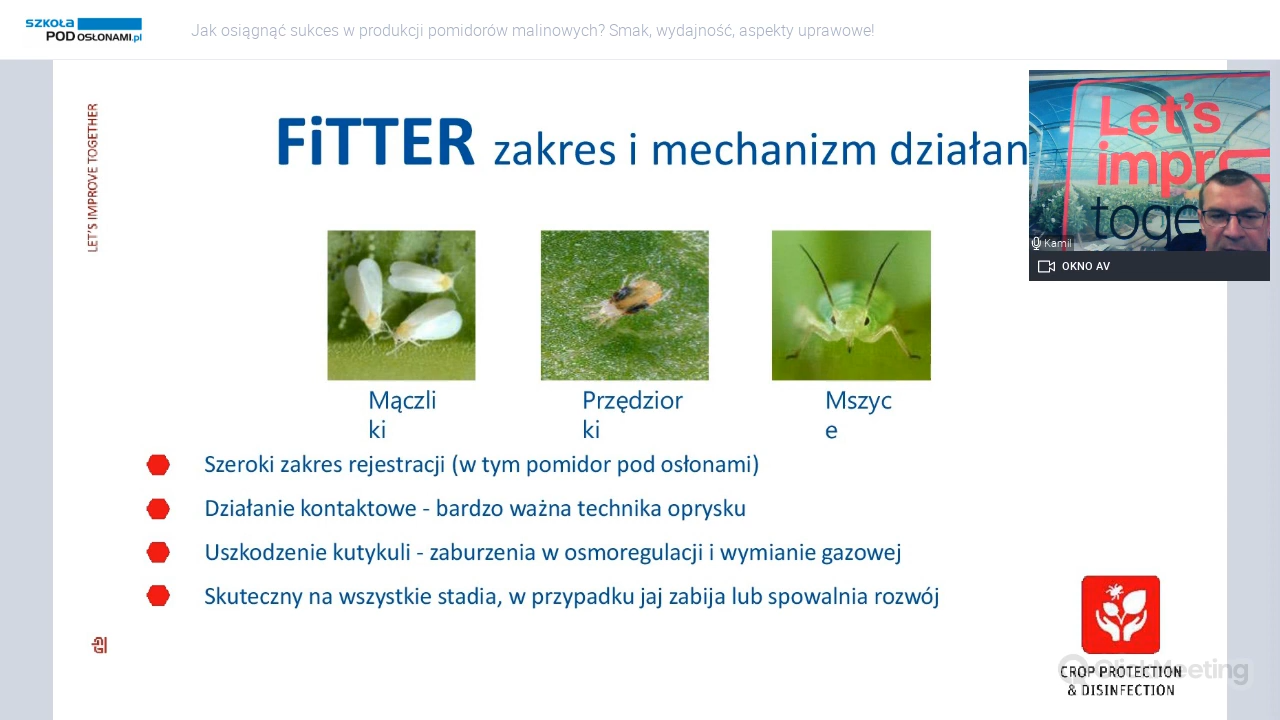 SZKOŁA
POD OSŁONAMI.pl
Jak osiągnąć sukces w produkcji pomidorów malinowych? Smak, wydajność, aspekty uprawowe!
LET'S IMPROVE TOGETHER
FiTTER zakres i mechanizm działan
Let's
impr
toge
Kamil
OKNO AV
Mączli
ki
Przędzior
ki
Mszyc
e
Szeroki zakres rejestracji (w tym pomidor pod osłonami)
Działanie kontaktowe - bardzo ważna technika oprysku
Uszkodzenie kutykuli - zaburzenia w osmoregulacji i wymianie gazowej
Skuteczny na wszystkie stadia, w przypadku jaj zabija lub spowalnia rozwój
ClickMeeting
CROP PROTECTION
& DISINFECTION